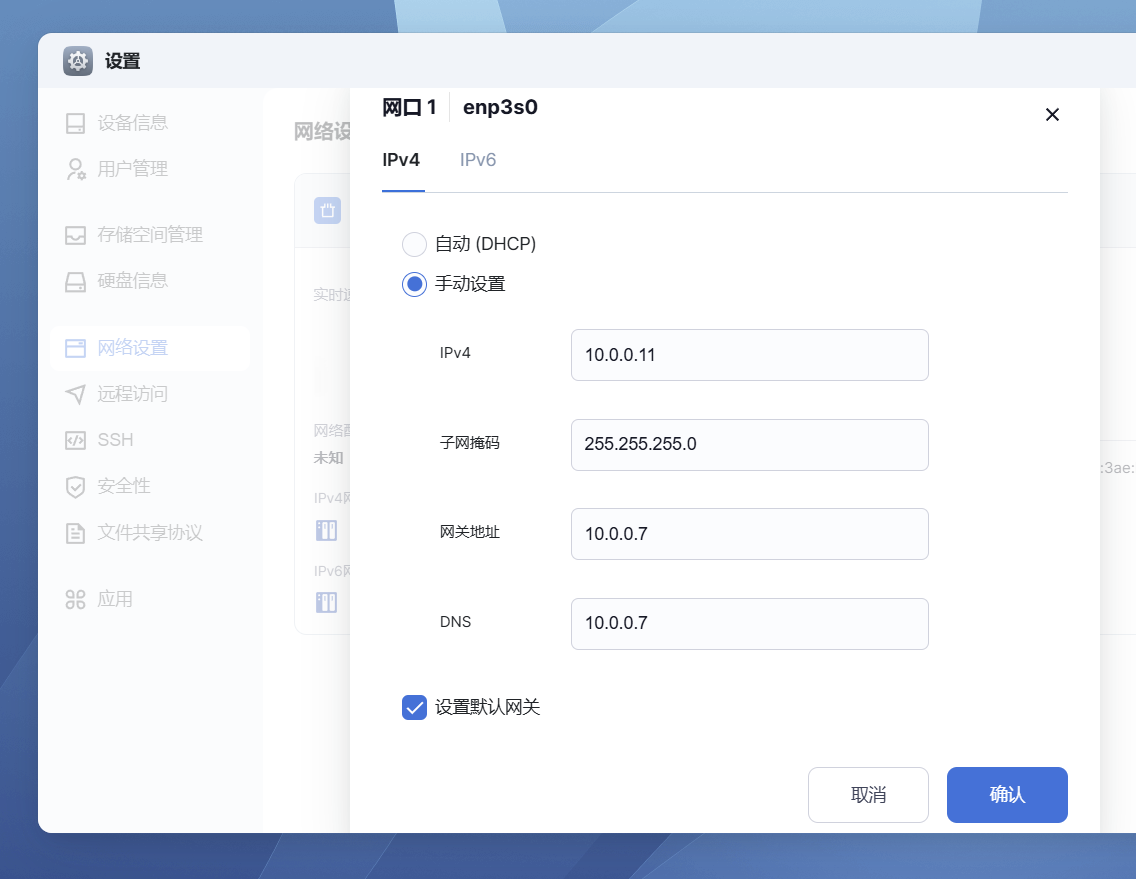 设置
设备信息
用户管理
存储空间管理
硬盘信息
网络设置
远程访问
SSH
安全性
文件共享协议
应用
网络设
实时
网络
未知
IPv4
IPv6
:3ae:
网口 1
enp3s0
IPv4
IPv6
自动 (DHCP)
手动设置
IPv4
10.0.0.11
子网掩码
255.255.255.0
网关地址
10.0.0.7
DNS
10.0.0.7
设置默认网关
取消
确认